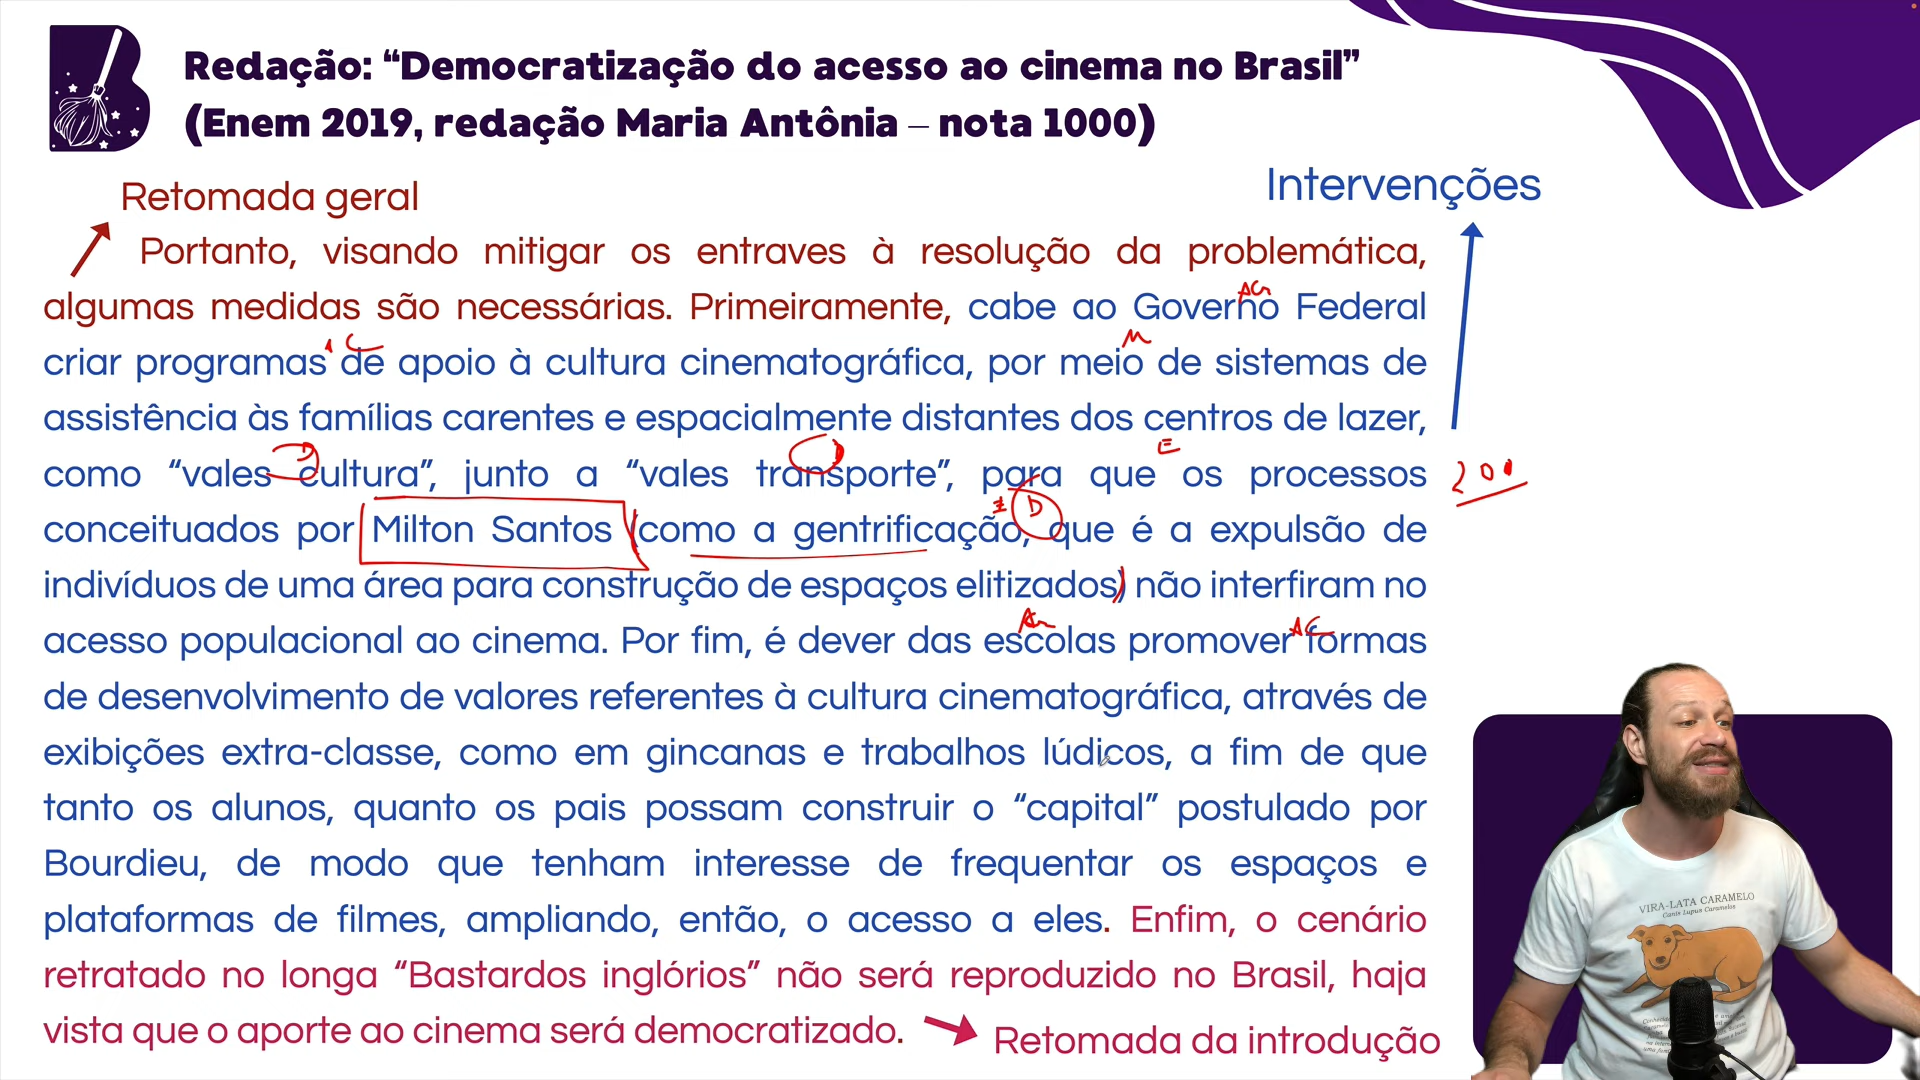 Redação: “Democratização do acesso ao cinema no Brasil”
(Enem 2019, redação Maria Antônia – nota 1000)
Retomada geral
Intervenções
Portanto, visando mitigar os entraves à resolução da problemática,
AG
algumas medidas são necessárias. Primeiramente, cabe ao Governo Federal
M
criar programas de apoio à cultura cinematográfica, por meio de sistemas de
assistência às famílias carentes e espacialmente distantes dos centros de lazer,
D
E
como “vales cultura”, junto a “vales transporte”, para que os processos
200
D
conceituados por Milton Santos (como a gentrificação, que é a expulsão de
indivíduos de uma área para construção de espaços elitizados) não interfiram no
AG
AC
acesso populacional ao cinema. Por fim, é dever das escolas promover formas
de desenvolvimento de valores referentes à cultura cinematográfica, através de
exibições extra-classe, como em gincanas e trabalhos lúdicos, a fim de que
tanto os alunos, quanto os pais possam construir o “capital” postulado por
Bourdieu, de modo que tenham interesse de frequentar os espaços e
plataformas de filmes, ampliando, então, o acesso a eles. Enfim, o cenário
retratado no longa “Bastardos inglórios” não será reproduzido no Brasil, haja
vista que o aporte ao cinema será democratizado.
Retomada da introdução
VIRA-LATA CARAMELO
Canis Lupus Caramelos